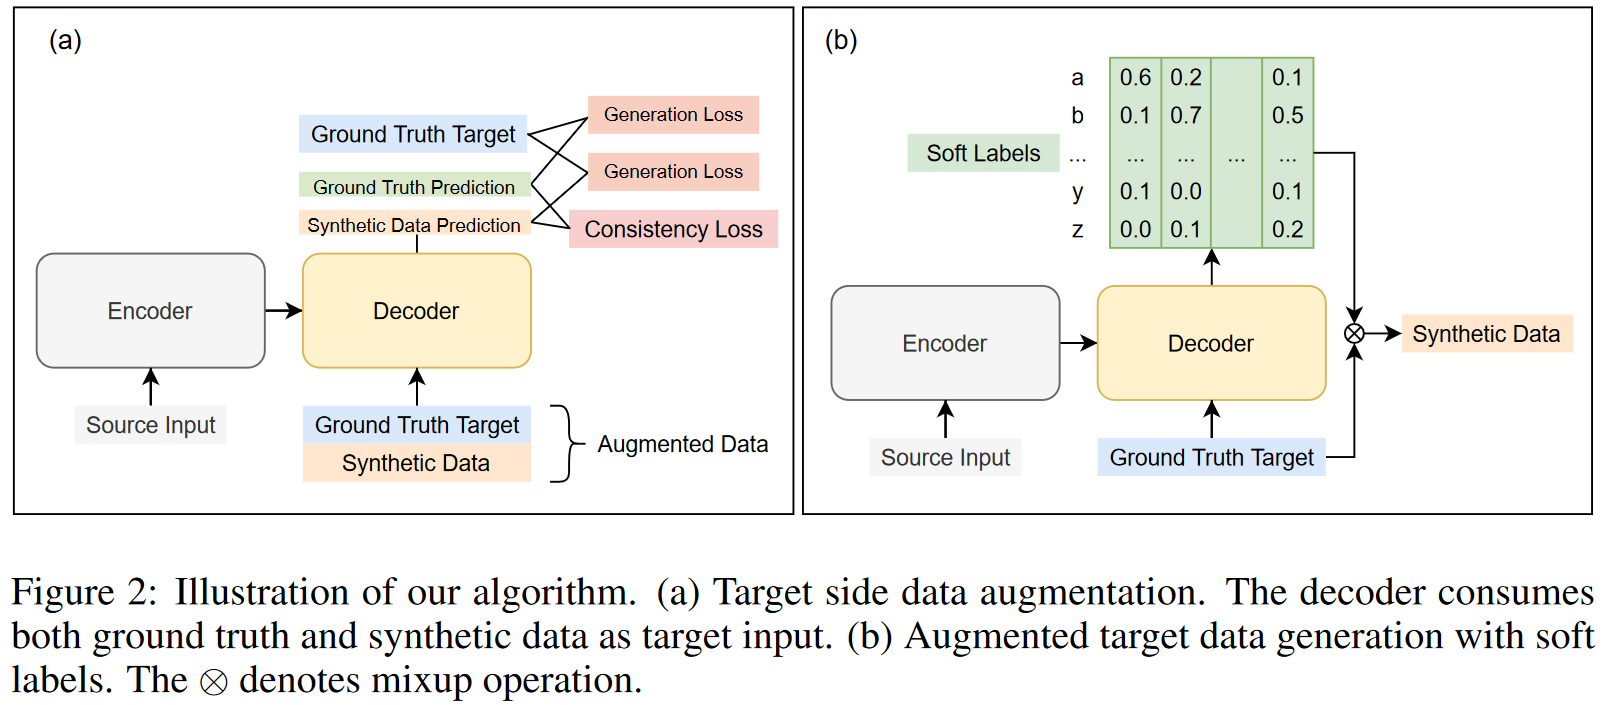 (a)
Ground Truth Target
Generation Loss
Generation Loss
Ground Truth Prediction
Synthetic Data Prediction
Consistency Loss
Encoder
Decoder
Source Input
Ground Truth Target
Synthetic Data
Augmented Data
(b)
a 0.6 0.2 0.1
b 0.1 0.7 0.5
Soft Labels
... ... ... ... ...
y 0.1 0.0 0.1
z 0.0 0.1 0.2
Encoder
Decoder
⊗
Synthetic Data
Source Input
Ground Truth Target
Figure 2: Illustration of our algorithm. (a) Target side data augmentation. The decoder consumes
both ground truth and synthetic data as target input. (b) Augmented target data generation with soft
labels. The ⊗ denotes mixup operation.